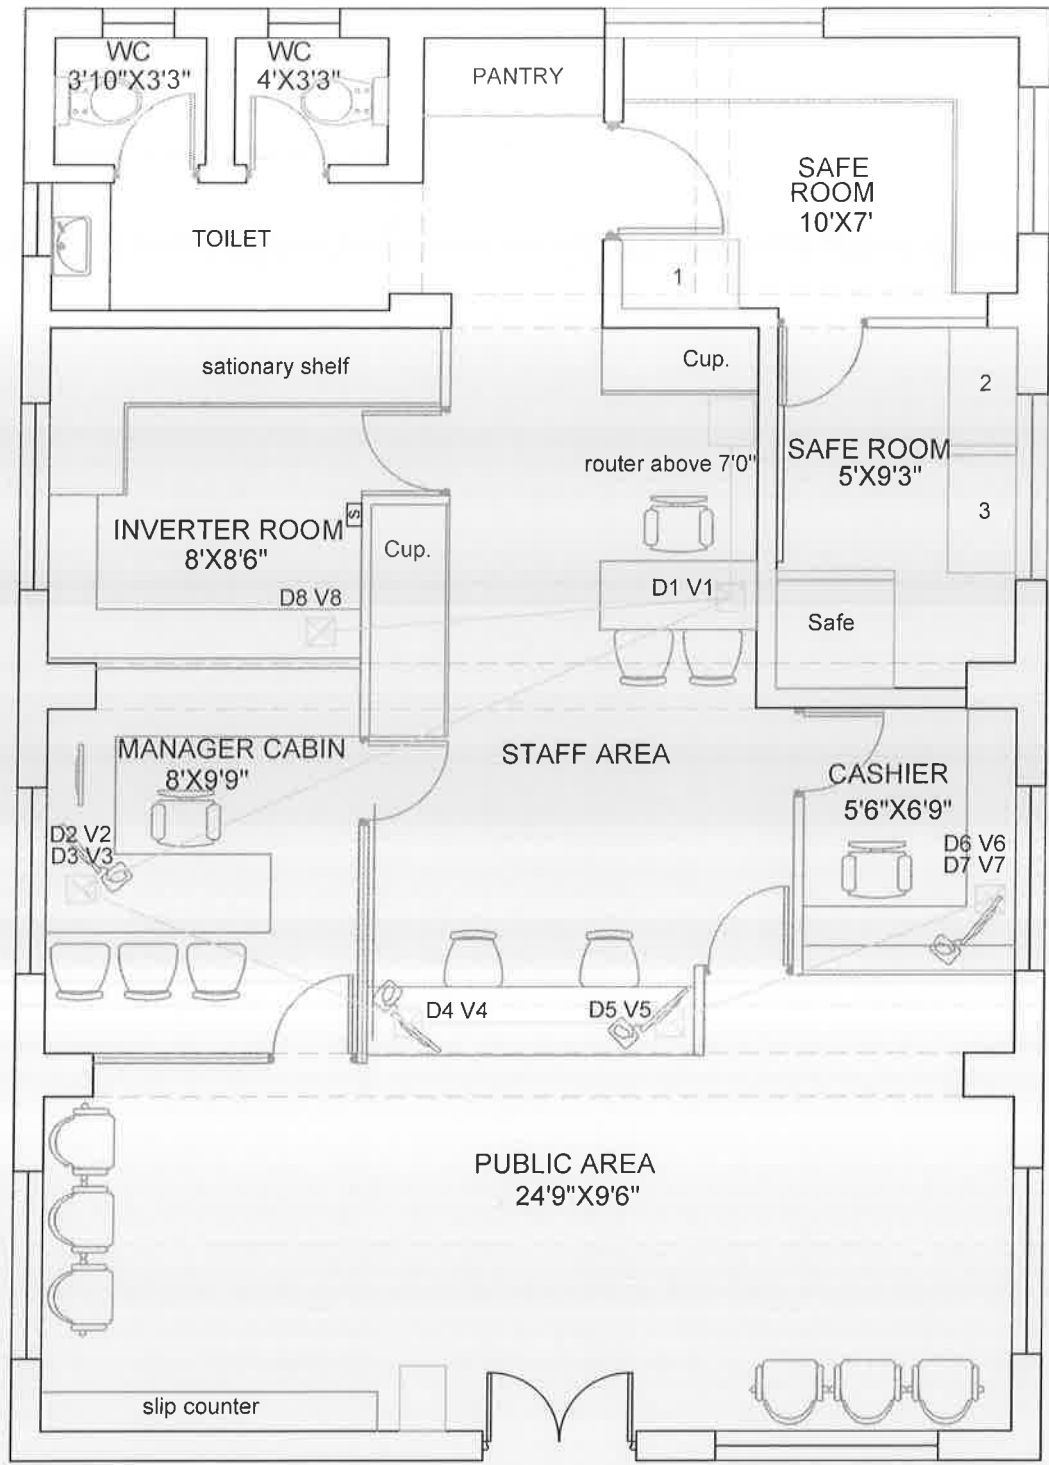 WC
3'10"X3'3"
WC
4'X3'3"
PANTRY
SAFE
ROOM
10'X7'
TOILET
1
sationary shelf
Cup.
2
router above 7'0"
SAFE ROOM
5'X9'3"
3
INVERTER ROOM
8'X8'6"
S
Cup.
D8 V8
D1 V1
Safe
MANAGER CABIN
8'X9'9"
STAFF AREA
CASHIER
5'6"X6'9"
D2 V2
D3 V3
D6 V6
D7 V7
D4 V4
D5 V5
PUBLIC AREA
24'9"X9'6"
slip counter